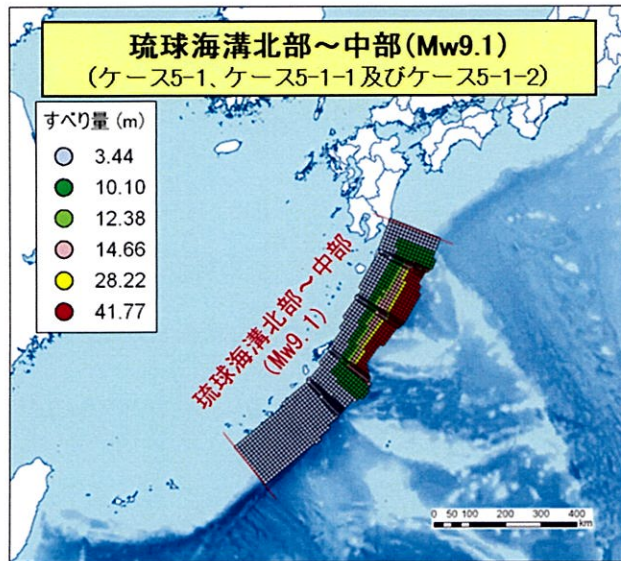 琉球海溝北部～中部(Mw9.1)
(ケース5-1、ケース5-1-1及びケース5-1-2)
すべり量 (m)
3.44
10.10
12.38
14.66
28.22
41.77
琉球海溝北部～中部
(Mw9.1)
0 50 100 200 300 400
km